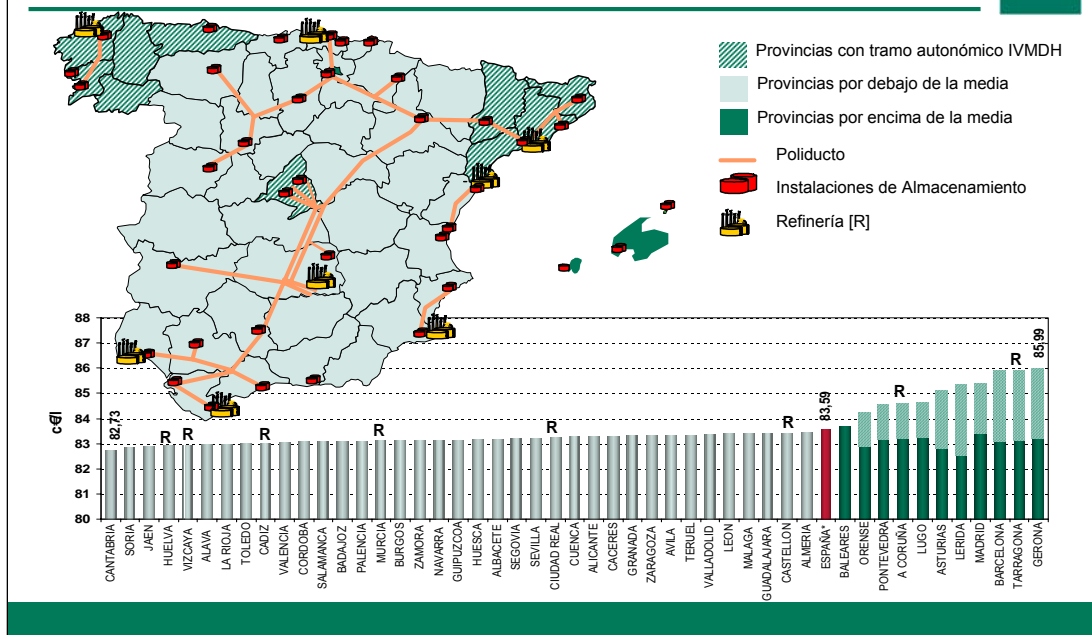 Provincias con tramo autonómico IVMDH
Provincias por debajo de la media
Provincias por encima de la media
Poliducto
Instalaciones de Almacenamiento
Refinería [R]
c€/l
88
87
86
85
84
83
82
81
80
82,73
R
R
R
R
R
R
83,59
R
R
85,99
CANTABRIA
SORIA
JAEN
HUELVA
VIZCAYA
ALAVA
LA RIOJA
TOLEDO
CADIZ
VALENCIA
CORDOBA
SALAMANCA
BADAJOZ
PALENCIA
MURCIA
BURGOS
ZAMORA
NAVARRA
GUIPUZCOA
HUESCA
ALBACETE
SEGOVIA
SEVILLA
CIUDAD REAL
CUENCA
ALICANTE
CACERES
GRANADA
ZARAGOZA
AVILA
TERUEL
VALLADOLID
LEON
MALAGA
GUADALAJARA
CASTELLON
ALMERIA
ESPAÑA*
BALEARES
ORENSE
PONTEVEDRA
A CORUÑA
LUGO
ASTURIAS
LERIDA
MADRID
BARCELONA
TARRAGONA
GERONA